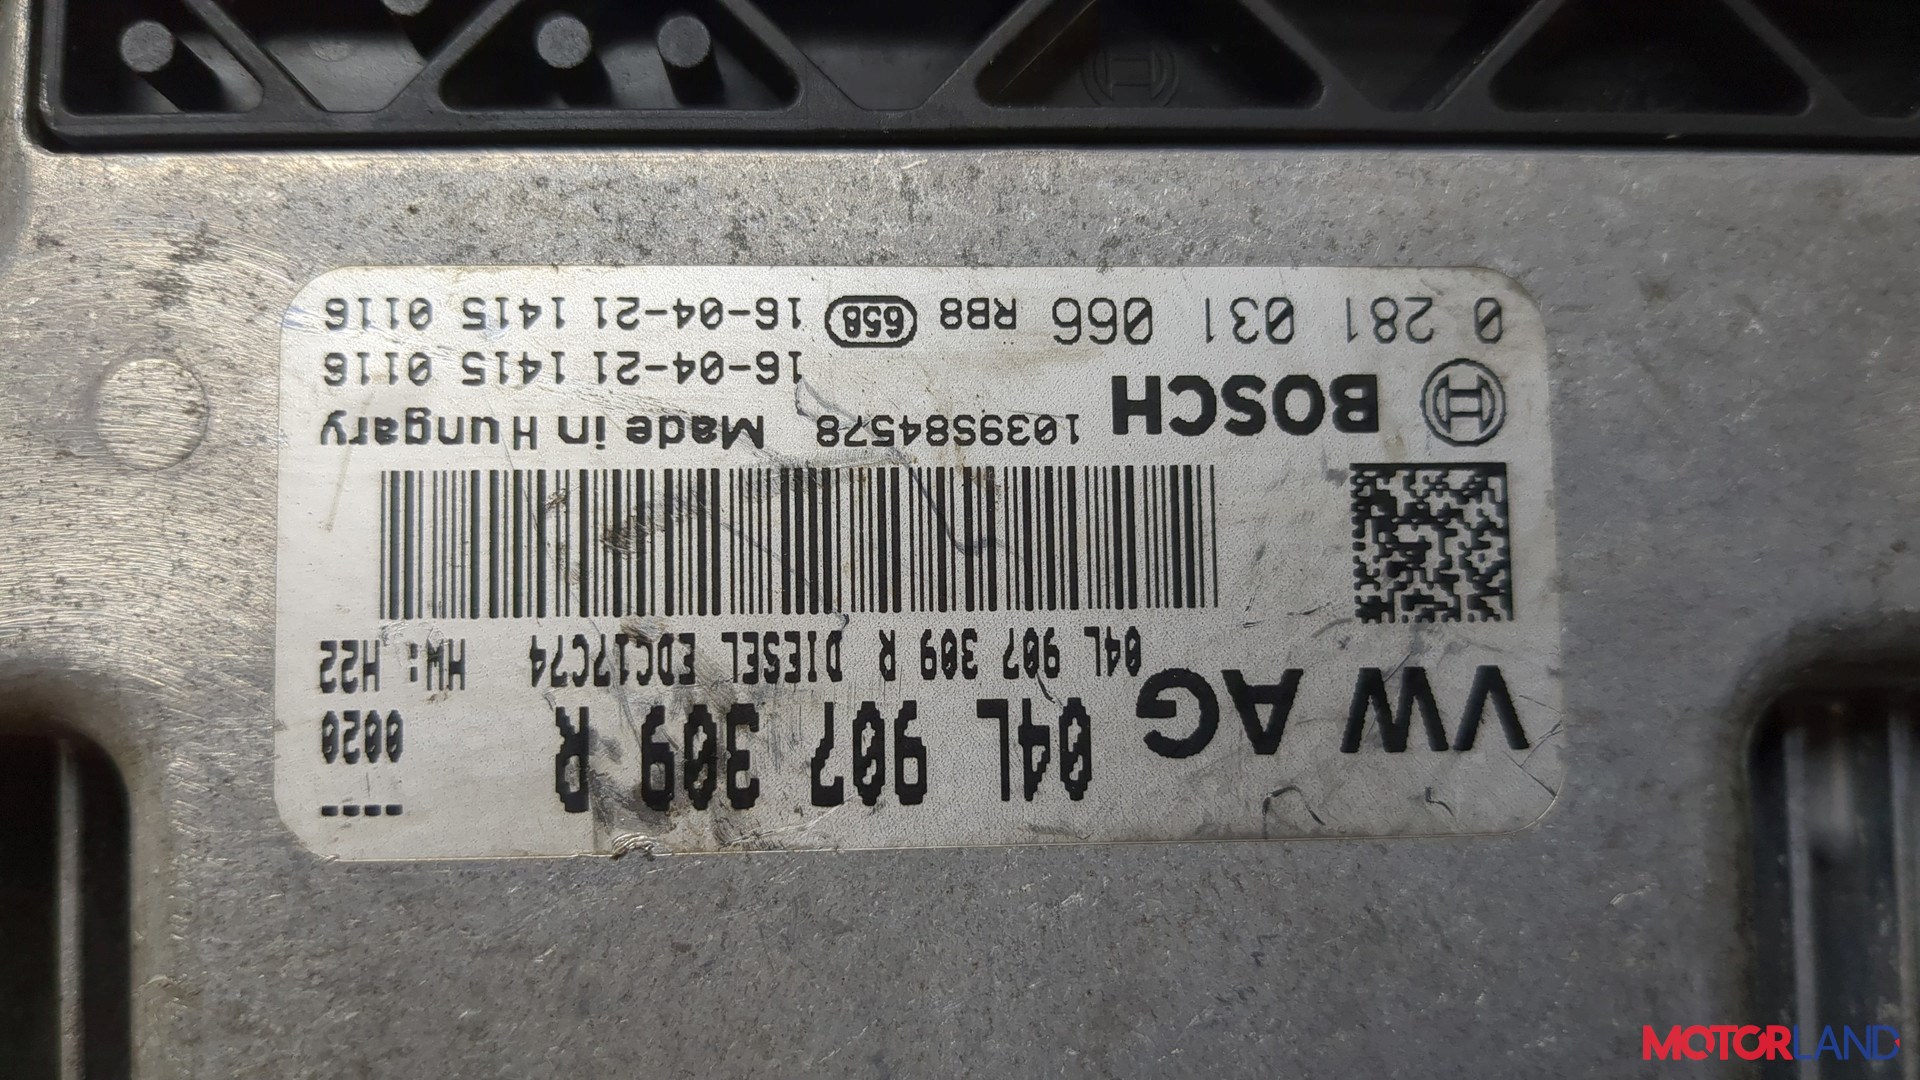 ---
04L 907 309 R 0020
VW AG 04L 907 309 R DIESEL EDC17C74 HW: H22
BOSCH 1039S84578 Made in Hungary
16-04-21 1415 0116
0 281 031 066 RB8 658 16-04-21 1415 0116
MOTORLAND